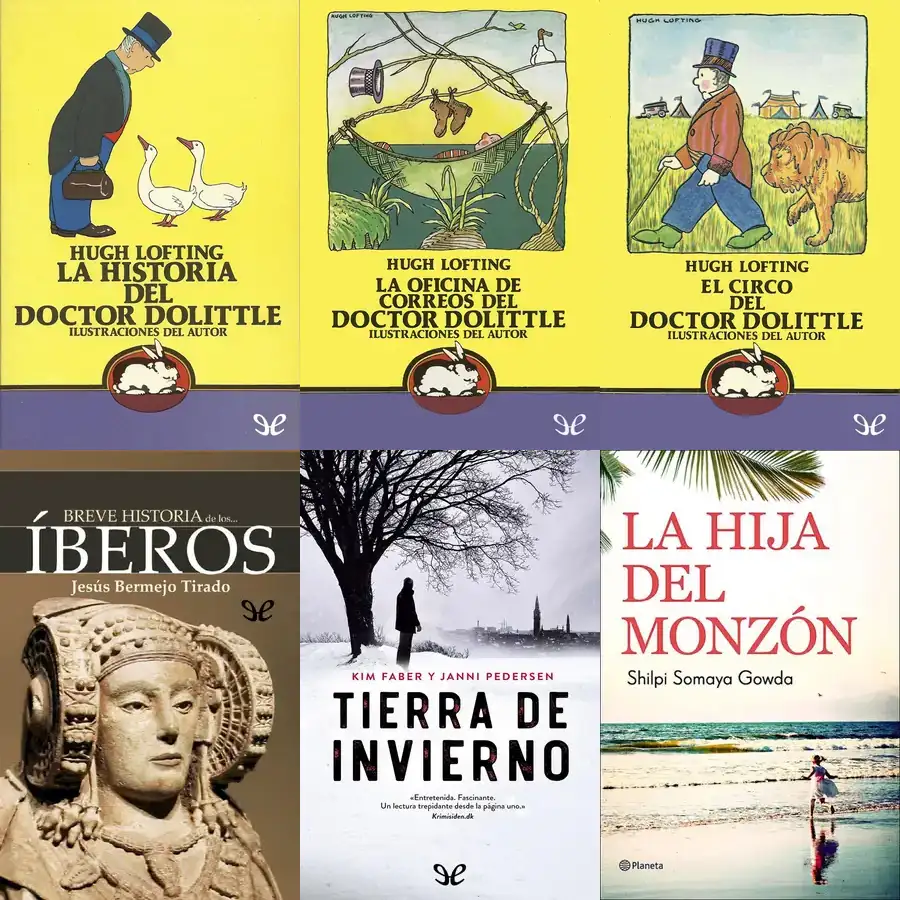 HUGH LOFTING
LA HISTORIA
DEL
DOCTOR DOLITTLE
ILUSTRACIONES DEL AUTOR
HUGH LOFTING
HUGH LOFTING
LA OFICINA DE
CORREOS DEL
DOCTOR DOLITTLE
ILUSTRACIONES DEL AUTOR
HUGH LOFTING
HUGH LOFTING
EL CIRCO
DEL
DOCTOR DOLITTLE
ILUSTRACIONES DEL AUTOR
BREVE HISTORIA de los...
ÍBEROS
Jesús Bermejo Tirado
KIM FABER Y JANNI PEDERSEN
TIERRA DE
INVIERNO
«Entretenida. Fascinante.
Un lectura trepidante desde la página uno.»
Krimisiden.dk
LA HIJA
DEL
MONZÓN
Shilpi Somaya Gowda
Planeta